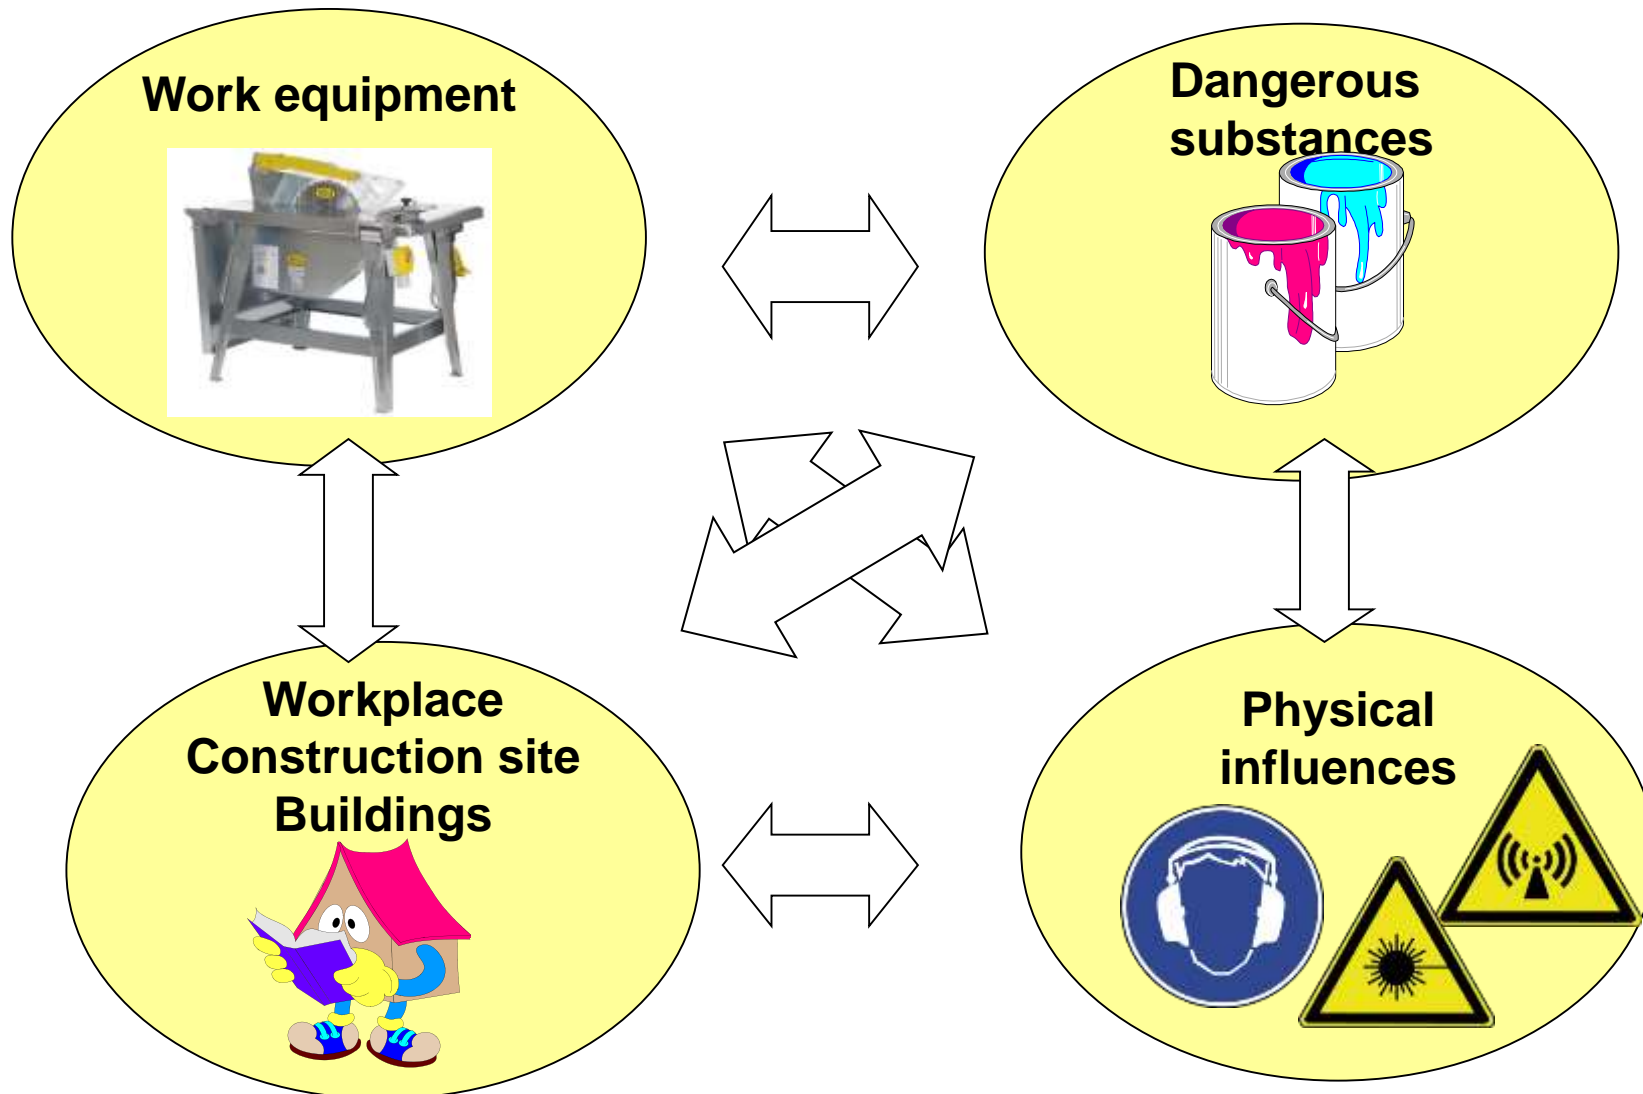 Work equipment
Dangerous
substances
Workplace
Construction site
Buildings
Physical
influences